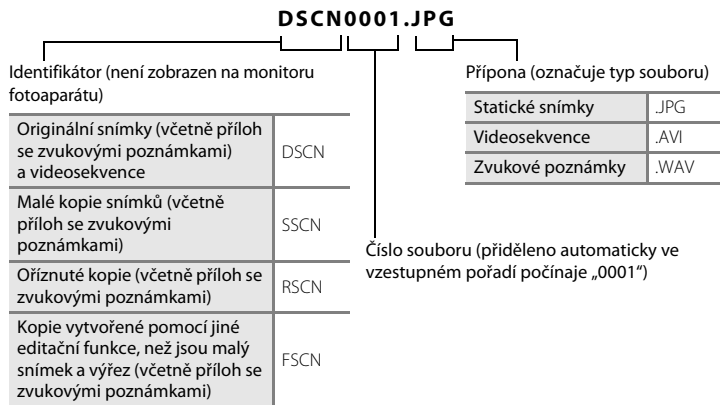 DSCN0001.JPG
Identifikátor (není zobrazen na monitoru
fotoaparátu)
Originální snímky (včetně příloh
se zvukovými poznámkami)
a videosekvence
DSCN
Malé kopie snímků (včetně
příloh se zvukovými
poznámkami)
SSCN
Oříznuté kopie (včetně příloh se
zvukovými poznámkami)
RSCN
Kopie vytvořené pomocí jiné
editační funkce, než jsou malý
snímek a výřez (včetně příloh se
zvukovými poznámkami)
FSCN
Přípona (označuje typ souboru)
Statické snímky .JPG
Videosekvence .AVI
Zvukové poznámky .WAV
Číslo souboru (přiděleno automaticky ve
vzestupném pořadí počínaje „0001“)